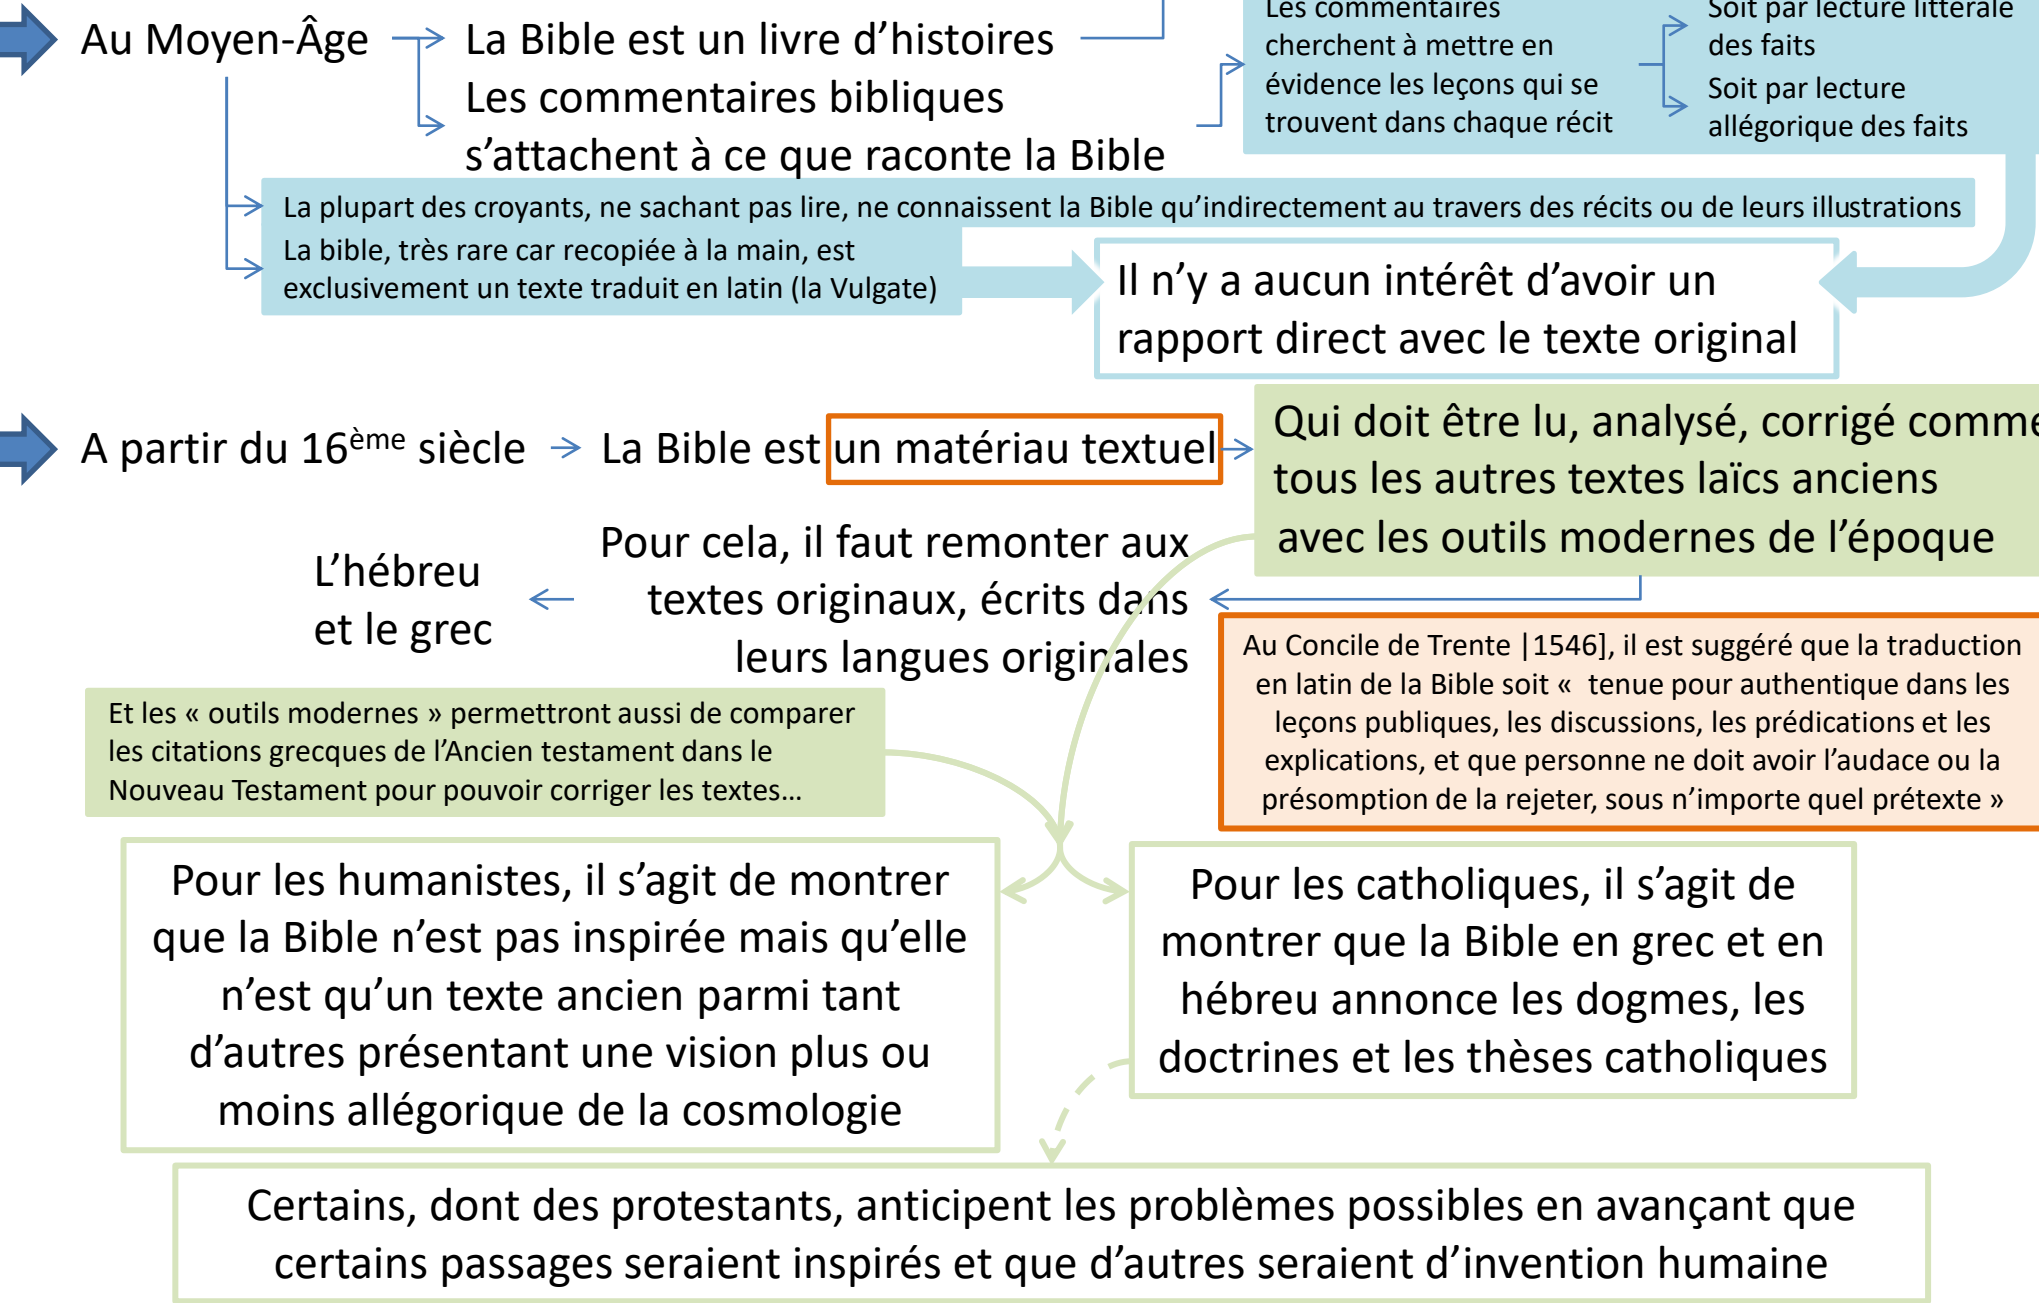 Au Moyen-Âge
La Bible est un livre d’histoires
Les commentaires bibliques
s’attachent à ce que raconte la Bible
Les commentaires
cherchent à mettre en
évidence les leçons qui se
trouvent dans chaque récit
Soit par lecture littérale
des faits
Soit par lecture
allégorique des faits
La plupart des croyants, ne sachant pas lire, ne connaissent la Bible qu’indirectement au travers des récits ou de leurs illustrations
La bible, très rare car recopiée à la main, est
exclusivement un texte traduit en latin (la Vulgate)
Il n’y a aucun intérêt d’avoir un
rapport direct avec le texte original
A partir du 16ème siècle
La Bible est un matériau textuel
Qui doit être lu, analysé, corrigé comme
tous les autres textes laïcs anciens
avec les outils modernes de l’époque
Pour cela, il faut remonter aux
textes originaux, écrits dans
leurs langues originales
L’hébreu
et le grec
Au Concile de Trente |1546], il est suggéré que la traduction
en latin de la Bible soit «  tenue pour authentique dans les
leçons publiques, les discussions, les prédications et les
explications, et que personne ne doit avoir l’audace ou la
présomption de la rejeter, sous n’importe quel prétexte »
Et les « outils modernes » permettront aussi de comparer
les citations grecques de l’Ancien testament dans le
Nouveau Testament pour pouvoir corriger les textes…
Pour les humanistes, il s’agit de montrer
que la Bible n’est pas inspirée mais qu’elle
n’est qu’un texte ancien parmi tant
d’autres présentant une vision plus ou
moins allégorique de la cosmologie
Pour les catholiques, il s’agit de
montrer que la Bible en grec et en
hébreu annonce les dogmes, les
doctrines et les thèses catholiques
Certains, dont des protestants, anticipent les problèmes possibles en avançant que
certains passages seraient inspirés et que d’autres seraient d’invention humaine